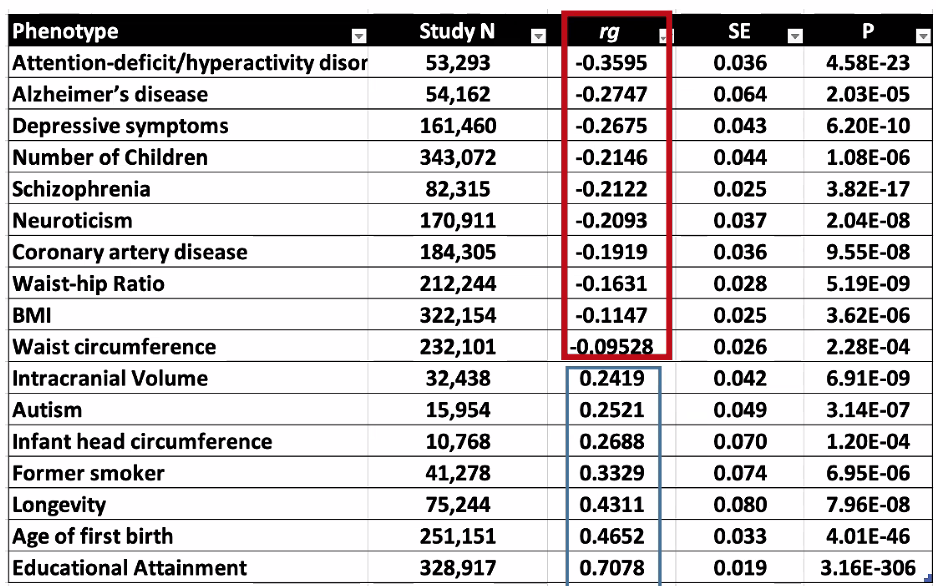 Phenotype Study N rg SE P
Attention-deficit/hyperactivity disor 53,293 -0.3595 0.036 4.58E-23
Alzheimer’s disease 54,162 -0.2747 0.064 2.03E-05
Depressive symptoms 161,460 -0.2675 0.043 6.20E-10
Number of Children 343,072 -0.2146 0.044 1.08E-06
Schizophrenia 82,315 -0.2122 0.025 3.82E-17
Neuroticism 170,911 -0.2093 0.037 2.04E-08
Coronary artery disease 184,305 -0.1919 0.036 9.55E-08
Waist-hip Ratio 212,244 -0.1631 0.028 5.19E-09
BMI 322,154 -0.1147 0.025 3.62E-06
Waist circumference 232,101 -0.09528 0.026 2.28E-04
Intracranial Volume 32,438 0.2419 0.042 6.91E-09
Autism 15,954 0.2521 0.049 3.14E-07
Infant head circumference 10,768 0.2688 0.070 1.20E-04
Former smoker 41,278 0.3329 0.074 6.95E-06
Longevity 75,244 0.4311 0.080 7.96E-08
Age of first birth 251,151 0.4652 0.033 4.01E-46
Educational Attainment 328,917 0.7078 0.019 3.16E-306